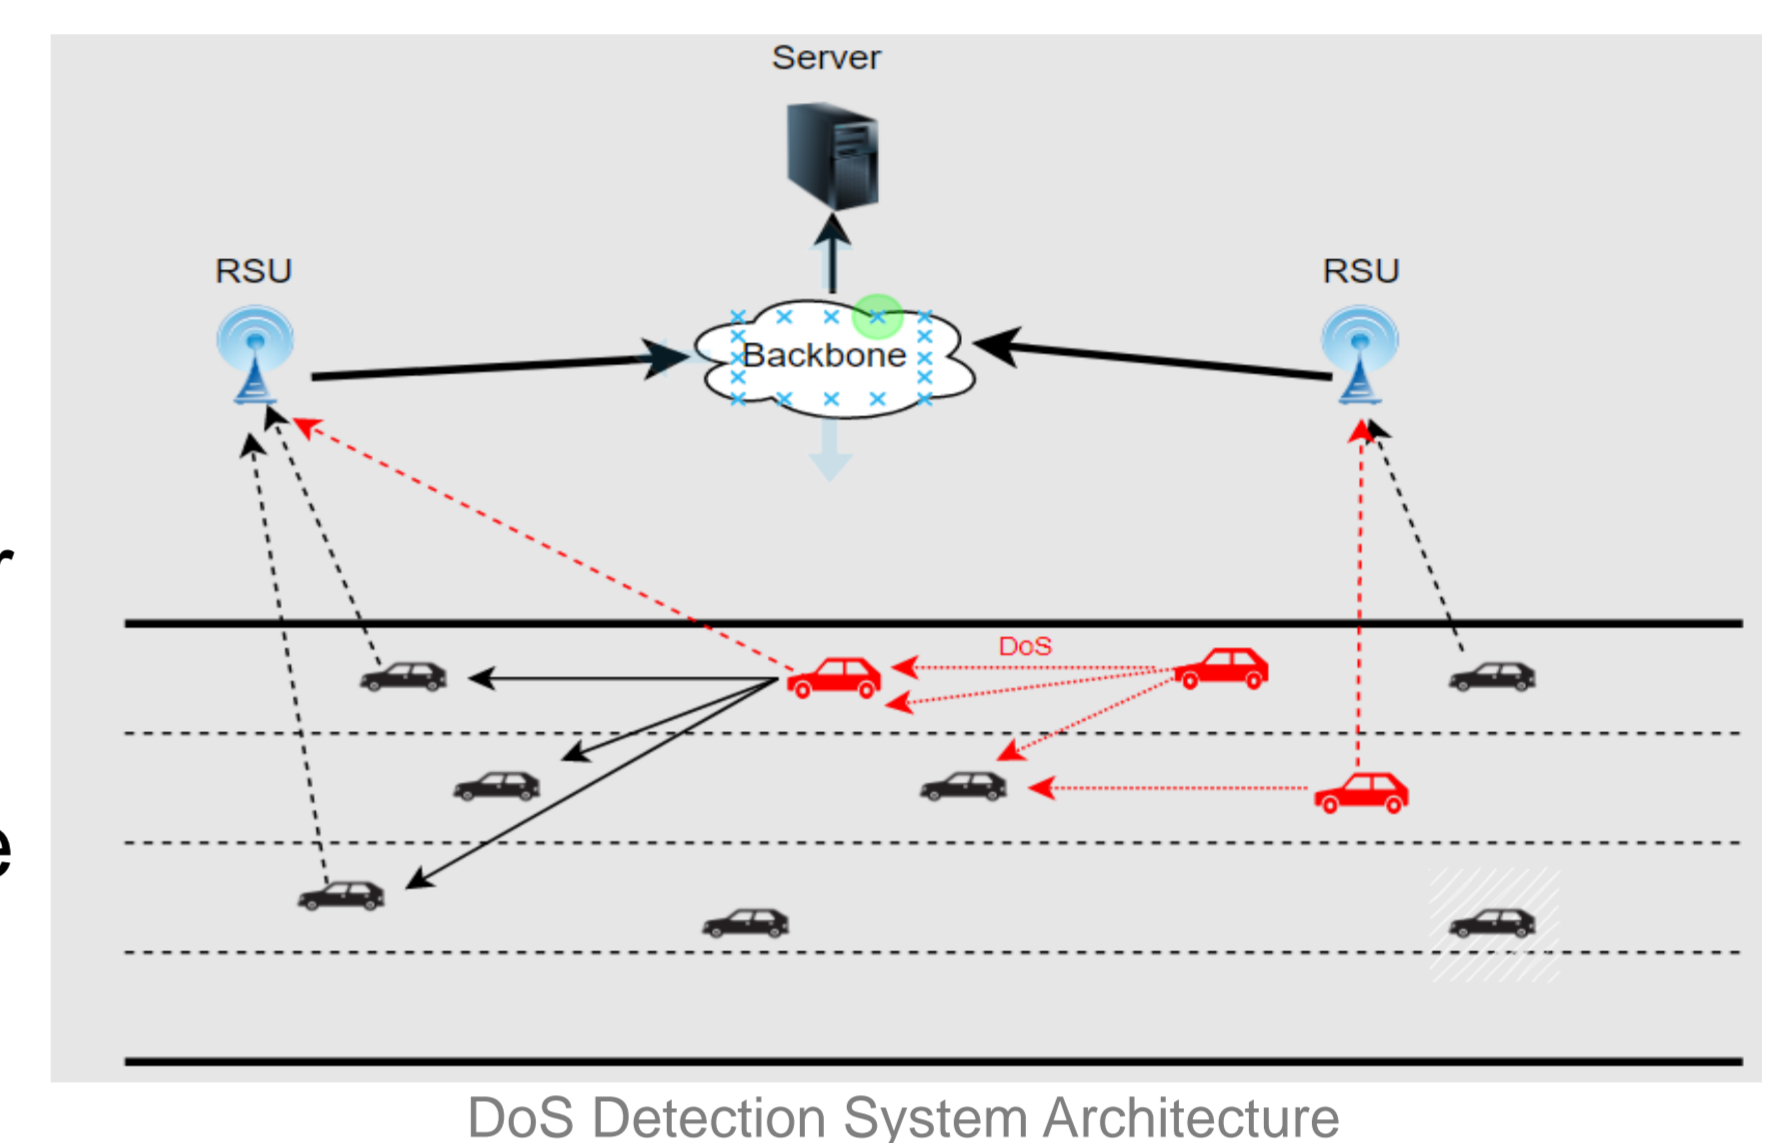 Server
RSU
RSU
Backbone
r
DoS
e
DoS Detection System Architecture